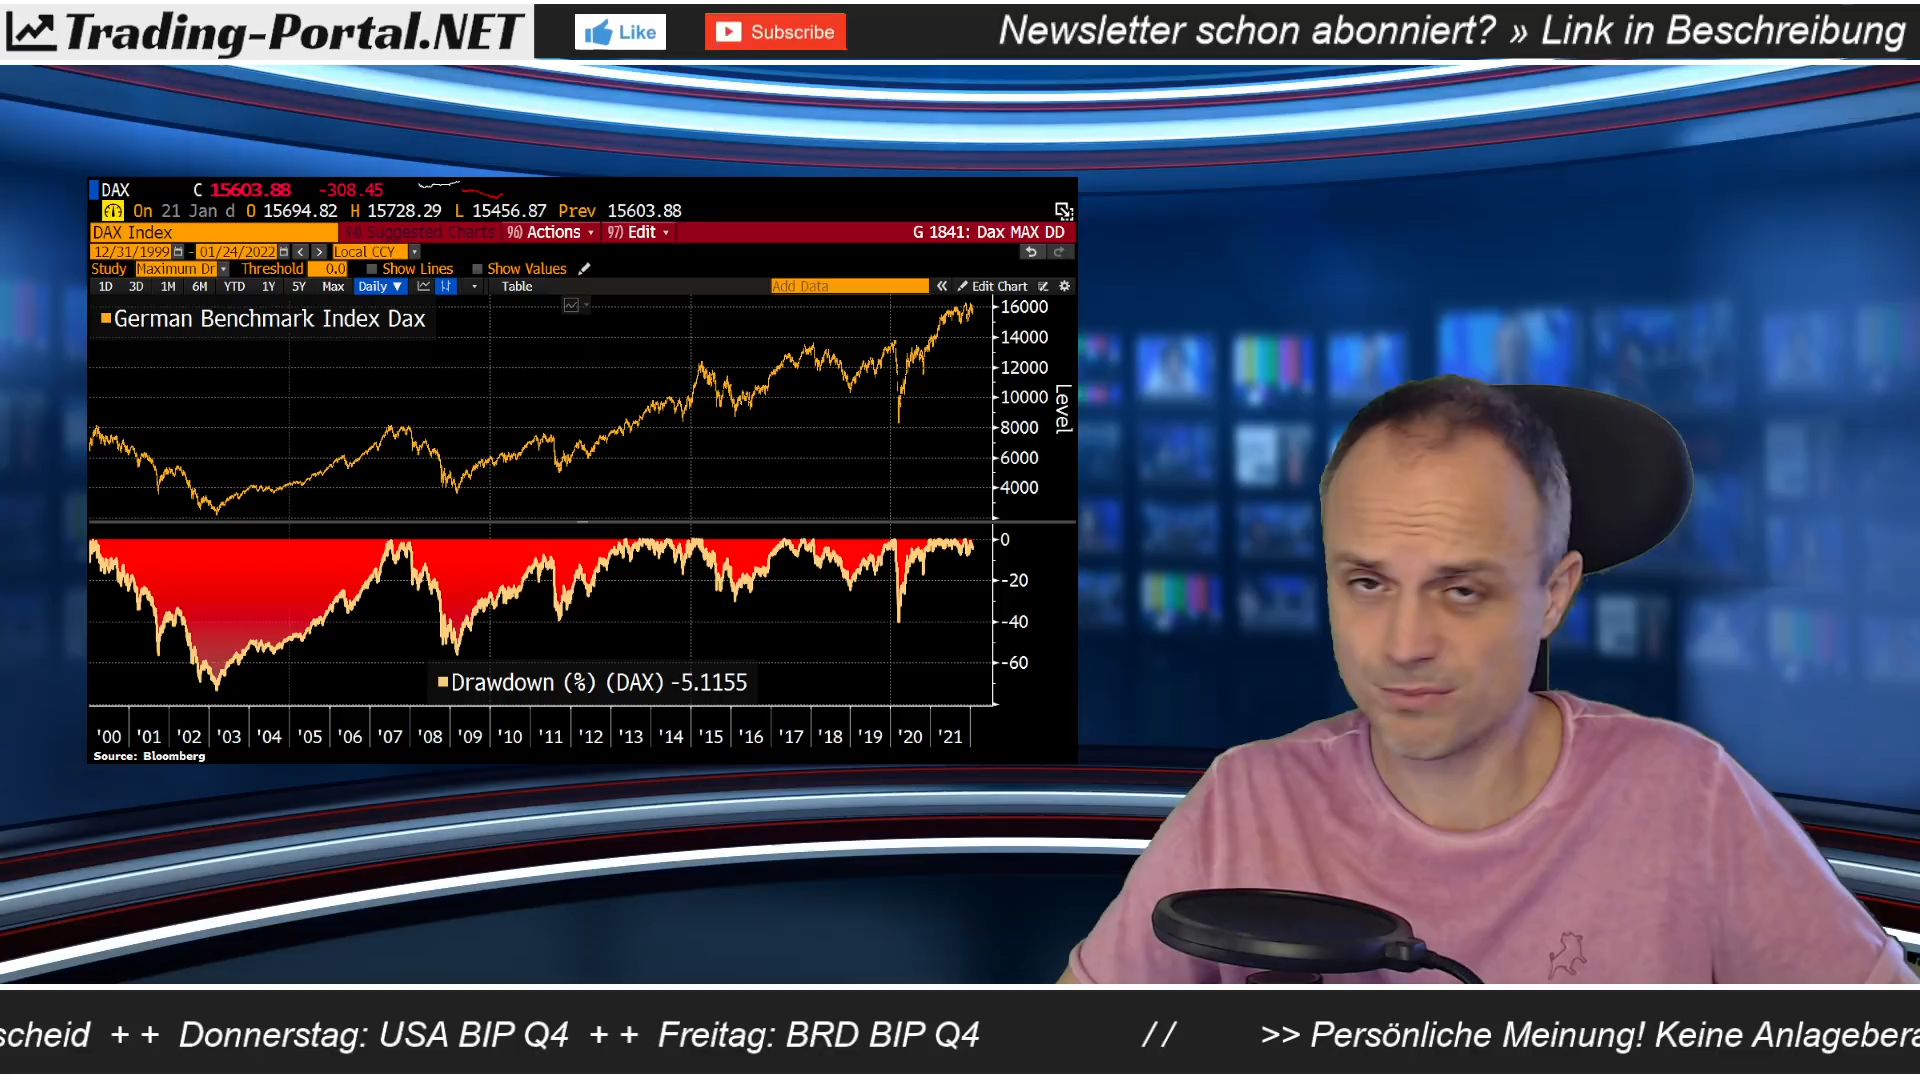 Trading-Portal.NET
Like
Subscribe
Newsletter schon abonniert? » Link in Beschreibung
DAX C 15603.88 -308.45
On 21 Jan d O 15694.82 H 15728.29 L 15456.87 Prev 15603.88
DAX Index 94) Suggested Charts 96) Actions 97) Edit G 1841: Dax MAX DD
12/31/1999 - 01/24/2022 Local CCY
Study Maximum Dr Threshold 0.0 Show Lines Show Values
1D 3D 1M 6M YTD 1Y 5Y Max Daily ▼ Table Add Data « Edit Chart
German Benchmark Index Dax
16000
14000
12000
10000
8000
6000
4000
Level
0
-20
-40
-60
Drawdown (%) (DAX) -5.1155
'00 '01 '02 '03 '04 '05 '06 '07 '08 '09 '10 '11 '12 '13 '14 '15 '16 '17 '18 '19 '20 '21
Source: Bloomberg
scheid ++ Donnerstag: USA BIP Q4 ++ Freitag: BRD BIP Q4 // >> Persönliche Meinung! Keine Anlagebera